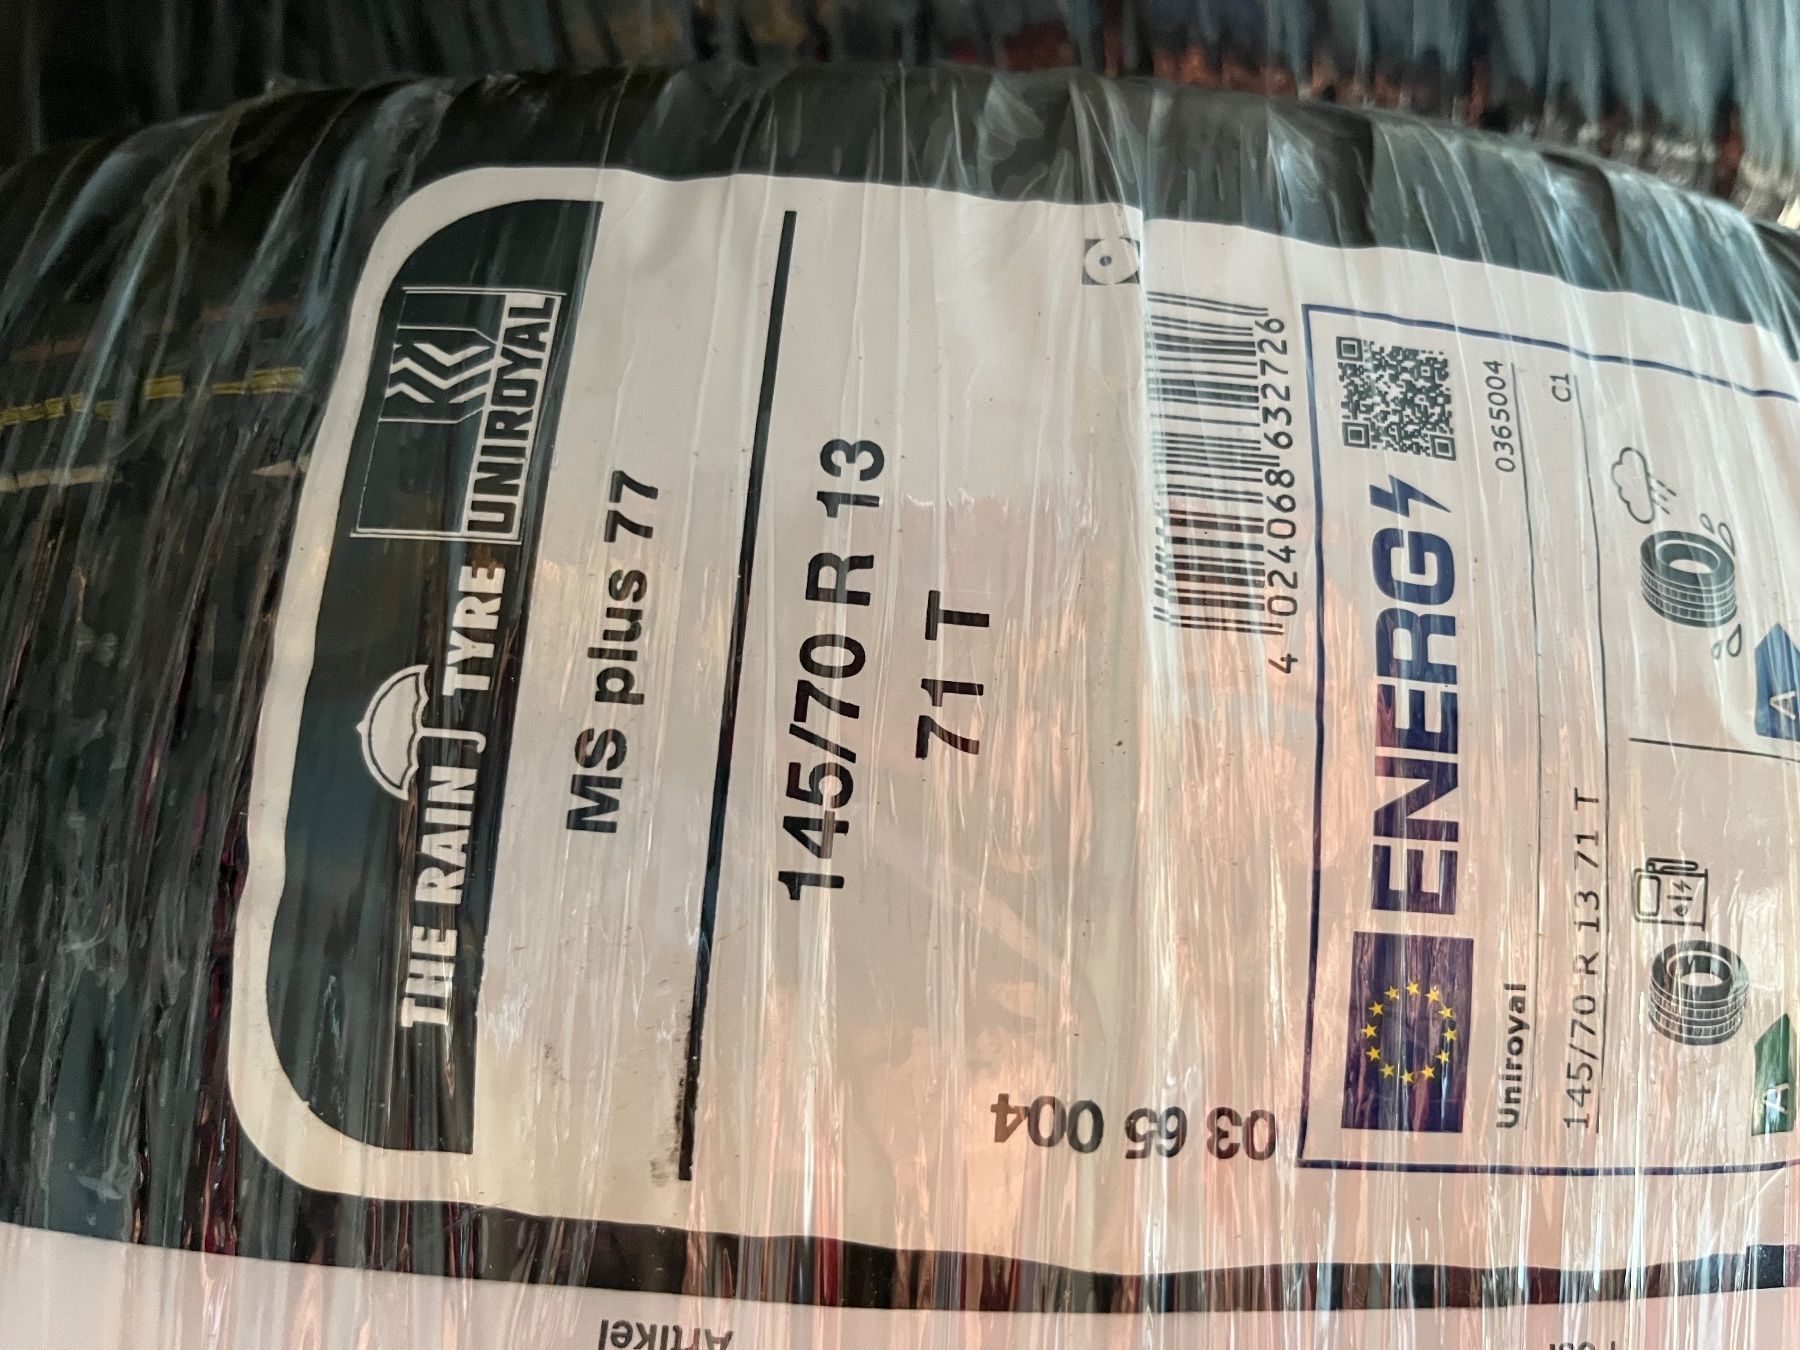 THE RAIN TYRE
UNIROYAL
MS plus 77
145/70 R 13
71 T
4 024068 632726
03 65 004
ENERG
Uniroyal
0365004
145/70 R 13 71 T
C1
A
A
Artikel